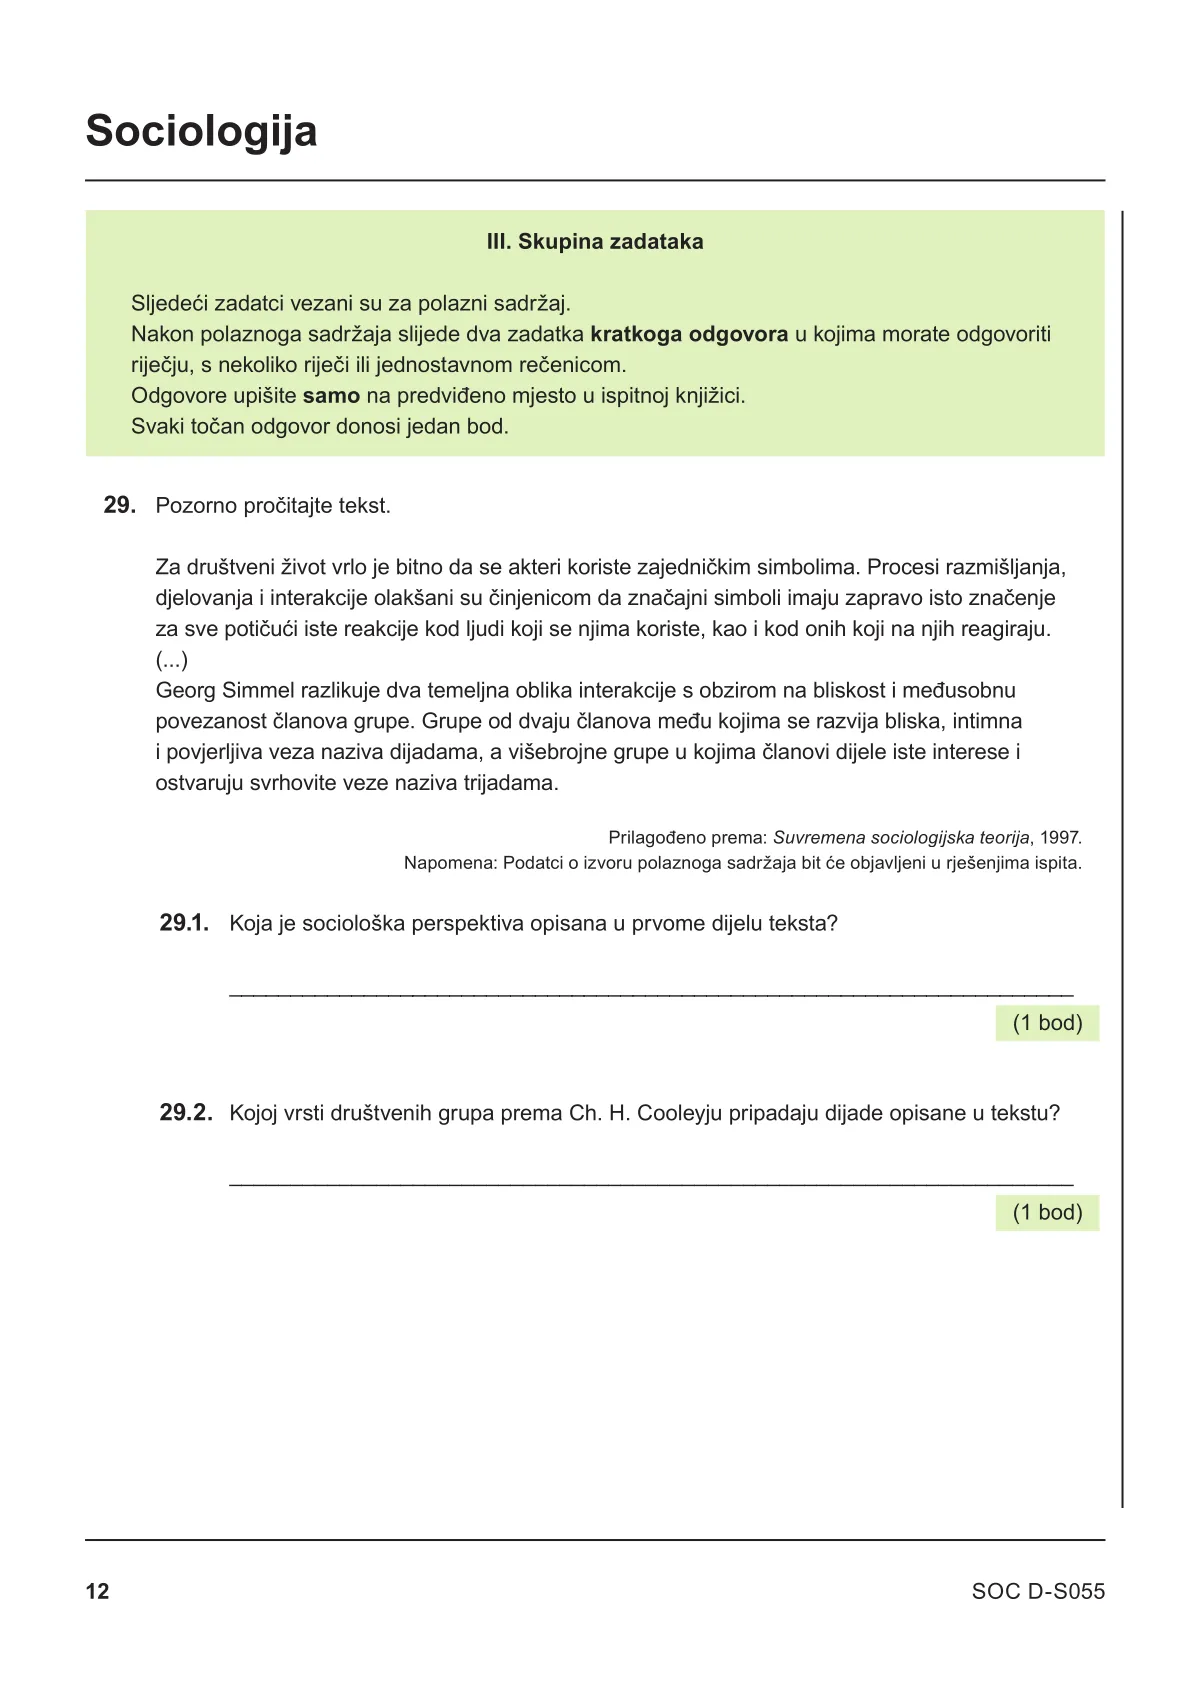 Sociologija
III. Skupina zadataka
Sljedeći zadatci vezani su za polazni sadržaj.
Nakon polaznoga sadržaja slijede dva zadatka kratkoga odgovora u kojima morate odgovoriti
riječju, s nekoliko riječi ili jednostavnom rečenicom.
Odgovore upišite samo na predviđeno mjesto u ispitnoj knjižici.
Svaki točan odgovor donosi jedan bod.
29. Pozorno pročitajte tekst.
Za društveni život vrlo je bitno da se akteri koriste zajedničkim simbolima. Procesi razmišljanja,
djelovanja i interakcije olakšani su činjenicom da značajni simboli imaju zapravo isto značenje
za sve potičući iste reakcije kod ljudi koji se njima koriste, kao i kod onih koji na njih reagiraju.
(...)
Georg Simmel razlikuje dva temeljna oblika interakcije s obzirom na bliskost i međusobnu
povezanost članova grupe. Grupe od dvaju članova među kojima se razvija bliska, intimna
i povjerljiva veza naziva dijadama, a višebrojne grupe u kojima članovi dijele iste interese i
ostvaruju svrhovite veze naziva trijadama.
Prilagođeno prema: Suvremena sociologijska teorija, 1997.
Napomena: Podatci o izvoru polaznoga sadržaja bit će objavljeni u rješenjima ispita.
29.1. Koja je sociološka perspektiva opisana u prvome dijelu teksta?
(1 bod)
29.2. Kojoj vrsti društvenih grupa prema Ch. H. Cooleyju pripadaju dijade opisane u tekstu?
(1 bod)
12
SOC D-S055